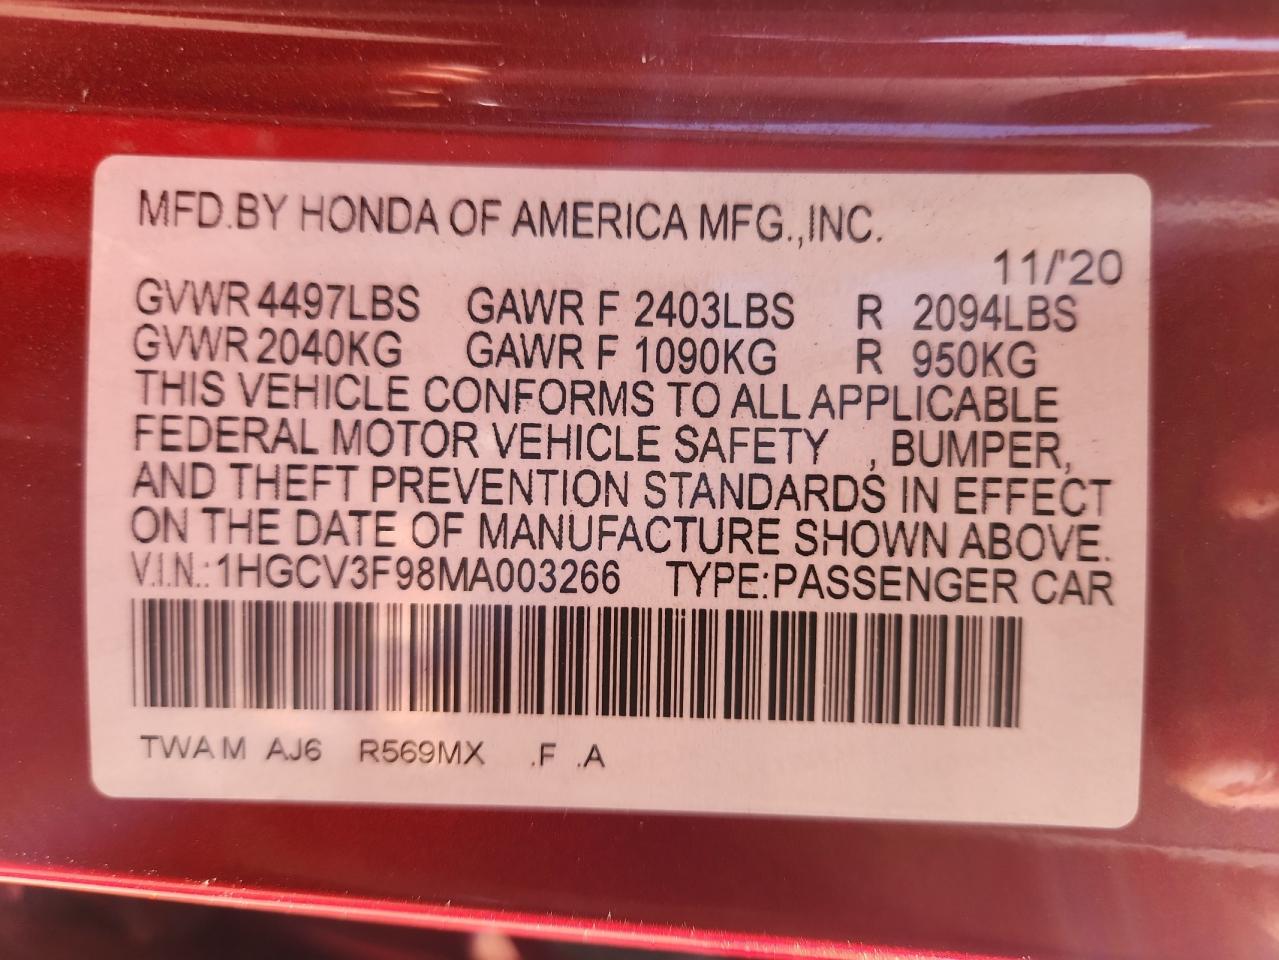 MFD.BY HONDA OF AMERICA MFG.,INC.
11/'20
GVWR 4497LBS GAWR F 2403LBS R 2094LBS
GVWR 2040KG GAWR F 1090KG R 950KG
THIS VEHICLE CONFORMS TO ALL APPLICABLE
FEDERAL MOTOR VEHICLE SAFETY , BUMPER,
AND THEFT PREVENTION STANDARDS IN EFFECT
ON THE DATE OF MANUFACTURE SHOWN ABOVE.
V.I.N.:1HGCV3F98MA003266 TYPE:PASSENGER CAR
TWAM AJ6 R569MX .F .A